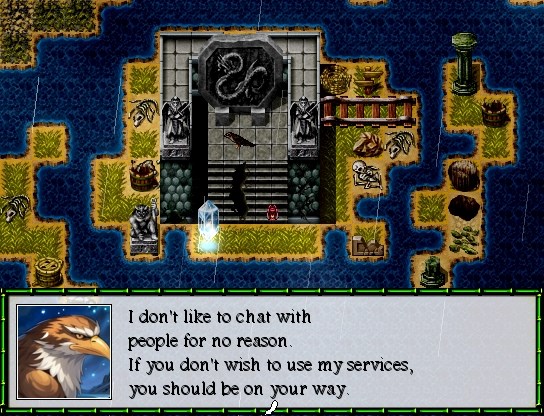 I don't like to chat with
people for no reason.
If you don't wish to use my services,
you should be on your way.